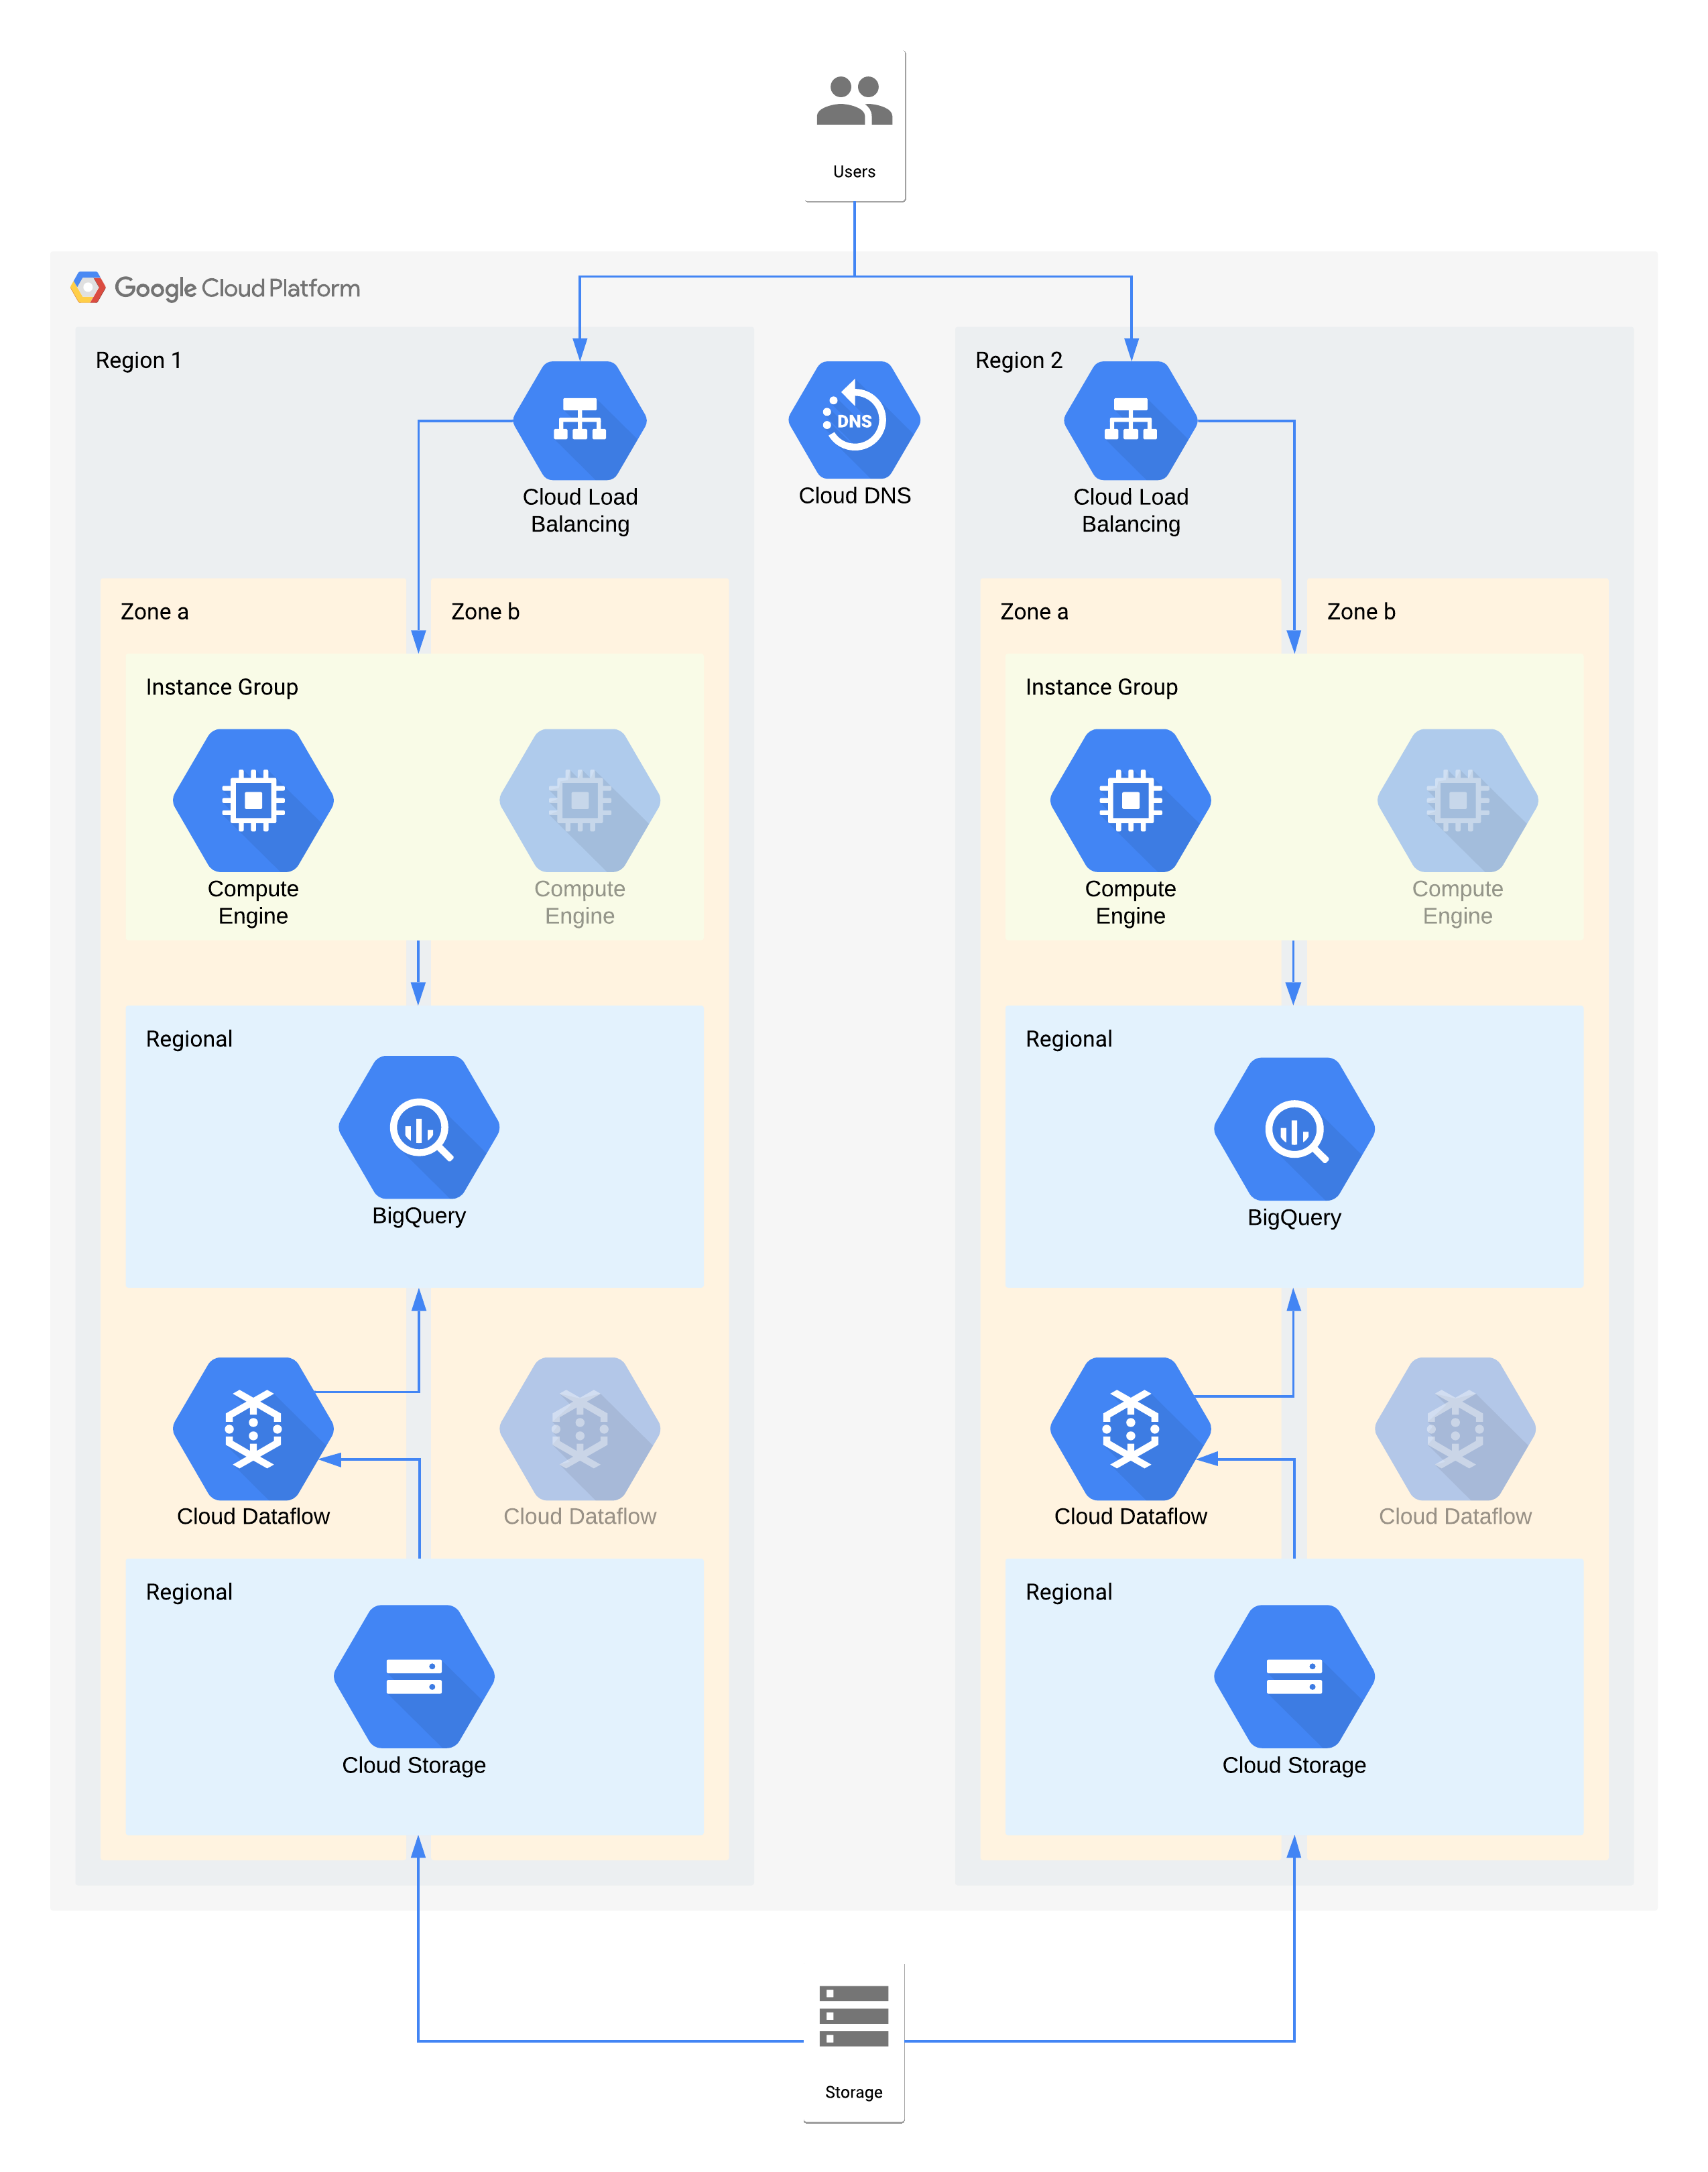 Users
Google Cloud Platform
Region 1
Cloud Load
Balancing
DNS
Cloud DNS
Region 2
Cloud Load
Balancing
Zone a
Zone b
Instance Group
Compute
Engine
Compute
Engine
Regional
BigQuery
Cloud Dataflow
Cloud Dataflow
Regional
Cloud Storage
Zone a
Zone b
Instance Group
Compute
Engine
Compute
Engine
Regional
BigQuery
Cloud Dataflow
Cloud Dataflow
Regional
Cloud Storage
Storage